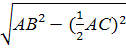 √(AB² − (½AC)²)